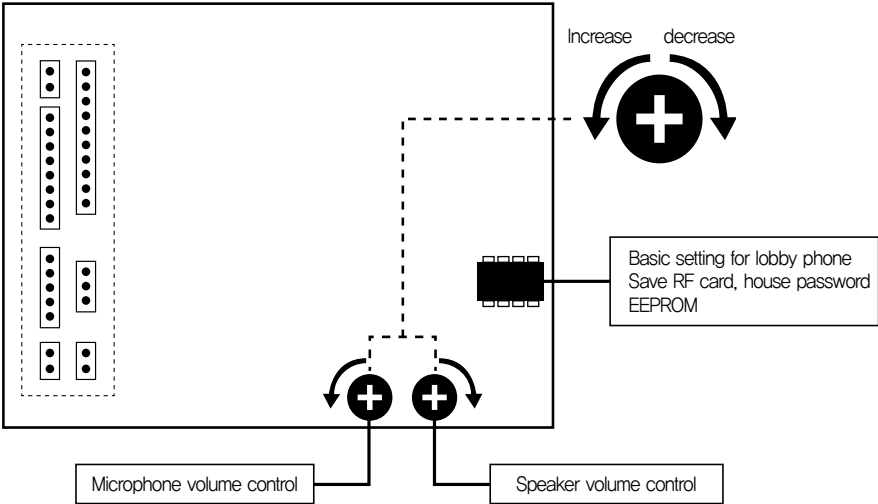 Increase decrease
Basic setting for lobby phone
Save RF card, house password
EEPROM
Microphone volume control
Speaker volume control